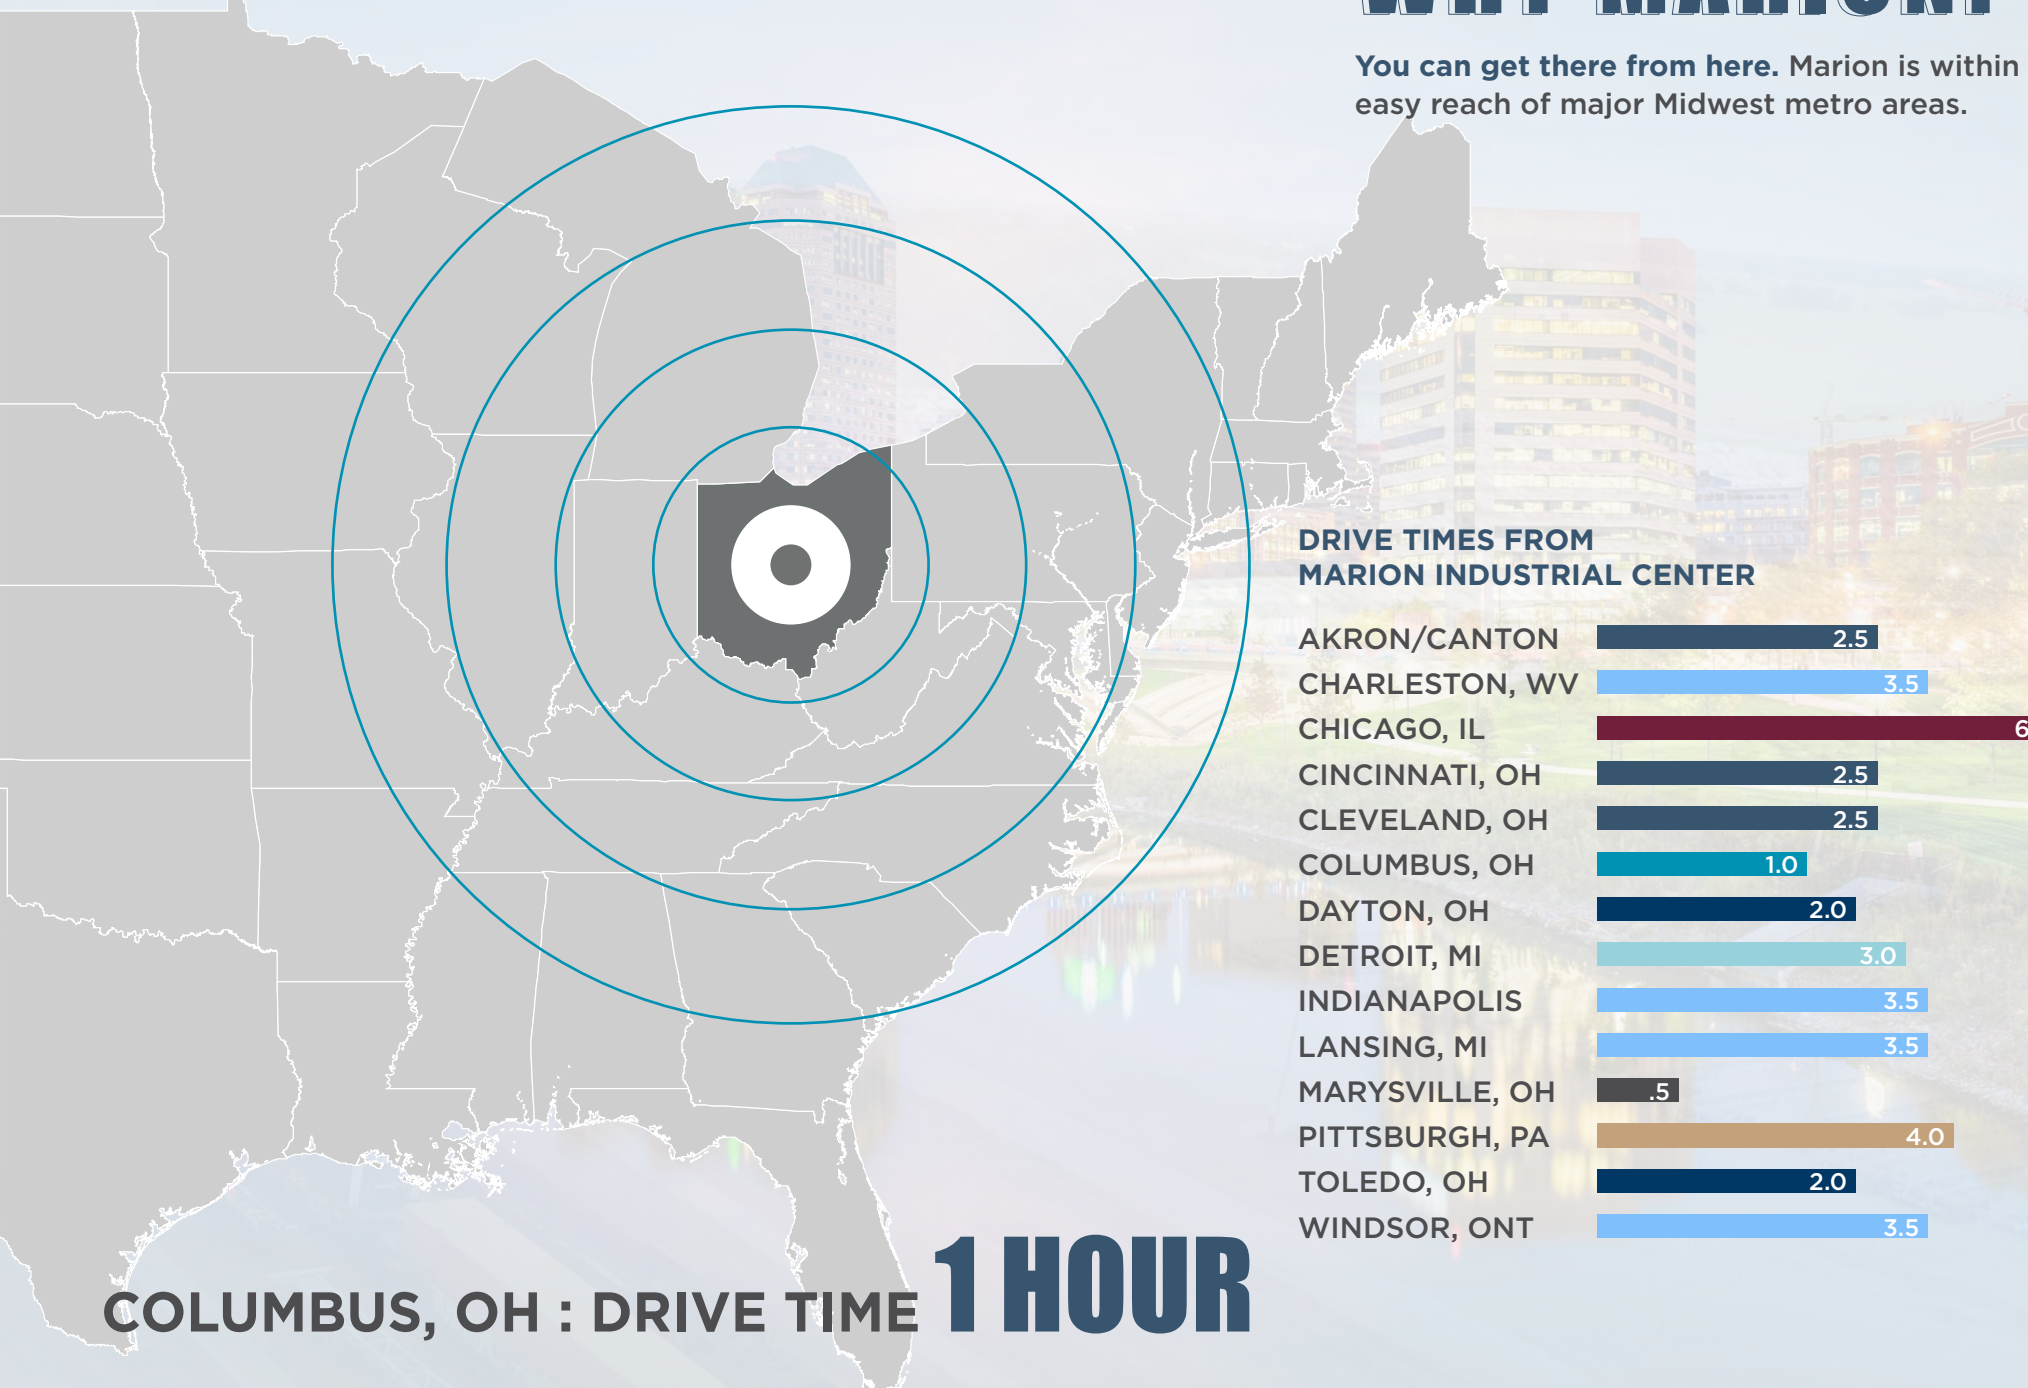 WHY MARION?
You can get there from here. Marion is within
easy reach of major Midwest metro areas.
DRIVE TIMES FROM
MARION INDUSTRIAL CENTER
AKRON/CANTON 2.5
CHARLESTON, WV 3.5
CHICAGO, IL 6
CINCINNATI, OH 2.5
CLEVELAND, OH 2.5
COLUMBUS, OH 1.0
DAYTON, OH 2.0
DETROIT, MI 3.0
INDIANAPOLIS 3.5
LANSING, MI 3.5
MARYSVILLE, OH .5
PITTSBURGH, PA 4.0
TOLEDO, OH 2.0
WINDSOR, ONT 3.5
COLUMBUS, OH : DRIVE TIME 1 HOUR